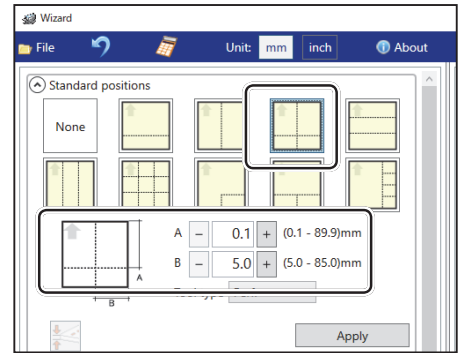 Wizard
File Unit: mm inch Abou
Standard positions
None
A − 0.1 + (0.1 - 89.9)mm
B − 5.0 + (5.0 - 85.0)mm
A
B
Apply